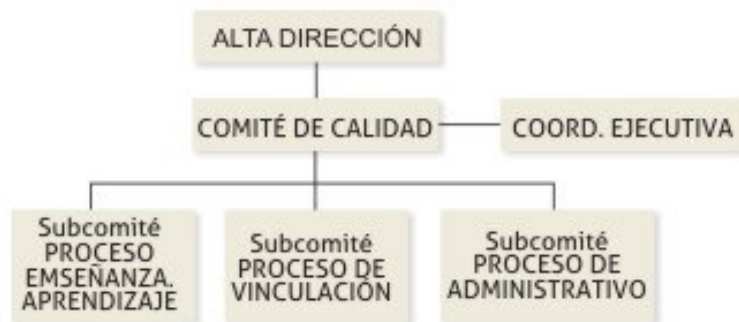 ALTA DIRECCIÓN
COMITÉ DE CALIDAD
COORD. EJECUTIVA
Subcomité
PROCESO
EMSEÑANZA.
APRENDIZAJE
Subcomité
PROCESO DE
VINCULACIÓN
Subcomité
PROCESO DE
ADMINISTRATIVO